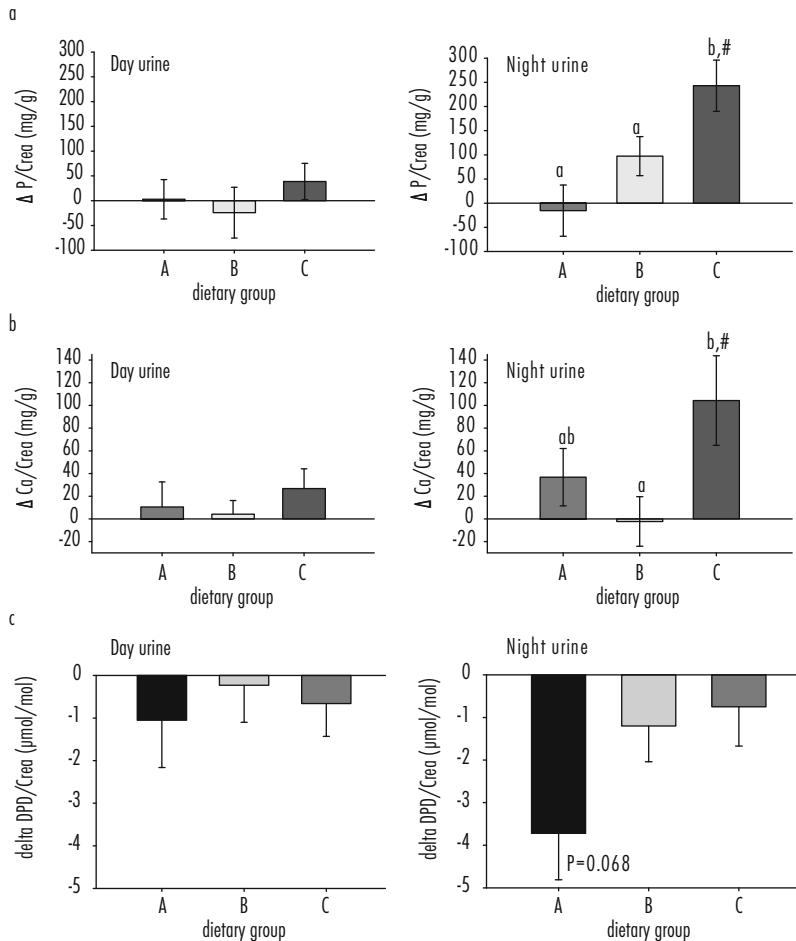 a
Day urine
Δ P/Crea (mg/g)
300
250
200
150
100
50
0
-50
-100
A B C
dietary group
Night urine
Δ P/Crea (mg/g)
300
250
200
150
100
50
0
-50
-100
a
a
b,#
A B C
dietary group
b
Day urine
Δ Ca/Crea (mg/g)
140
120
100
80
60
40
20
0
-20
A B C
dietary group
Night urine
Δ Ca/Crea (mg/g)
140
120
100
80
60
40
20
0
-20
ab
a
b,#
A B C
dietary group
c
Day urine
delta DPD/Crea (µmol/mol)
0
-1
-2
-3
-4
-5
A B C
dietary group
Night urine
delta DPD/Crea (µmol/mol)
0
-1
-2
-3
-4
-5
P=0.068
A B C
dietary group